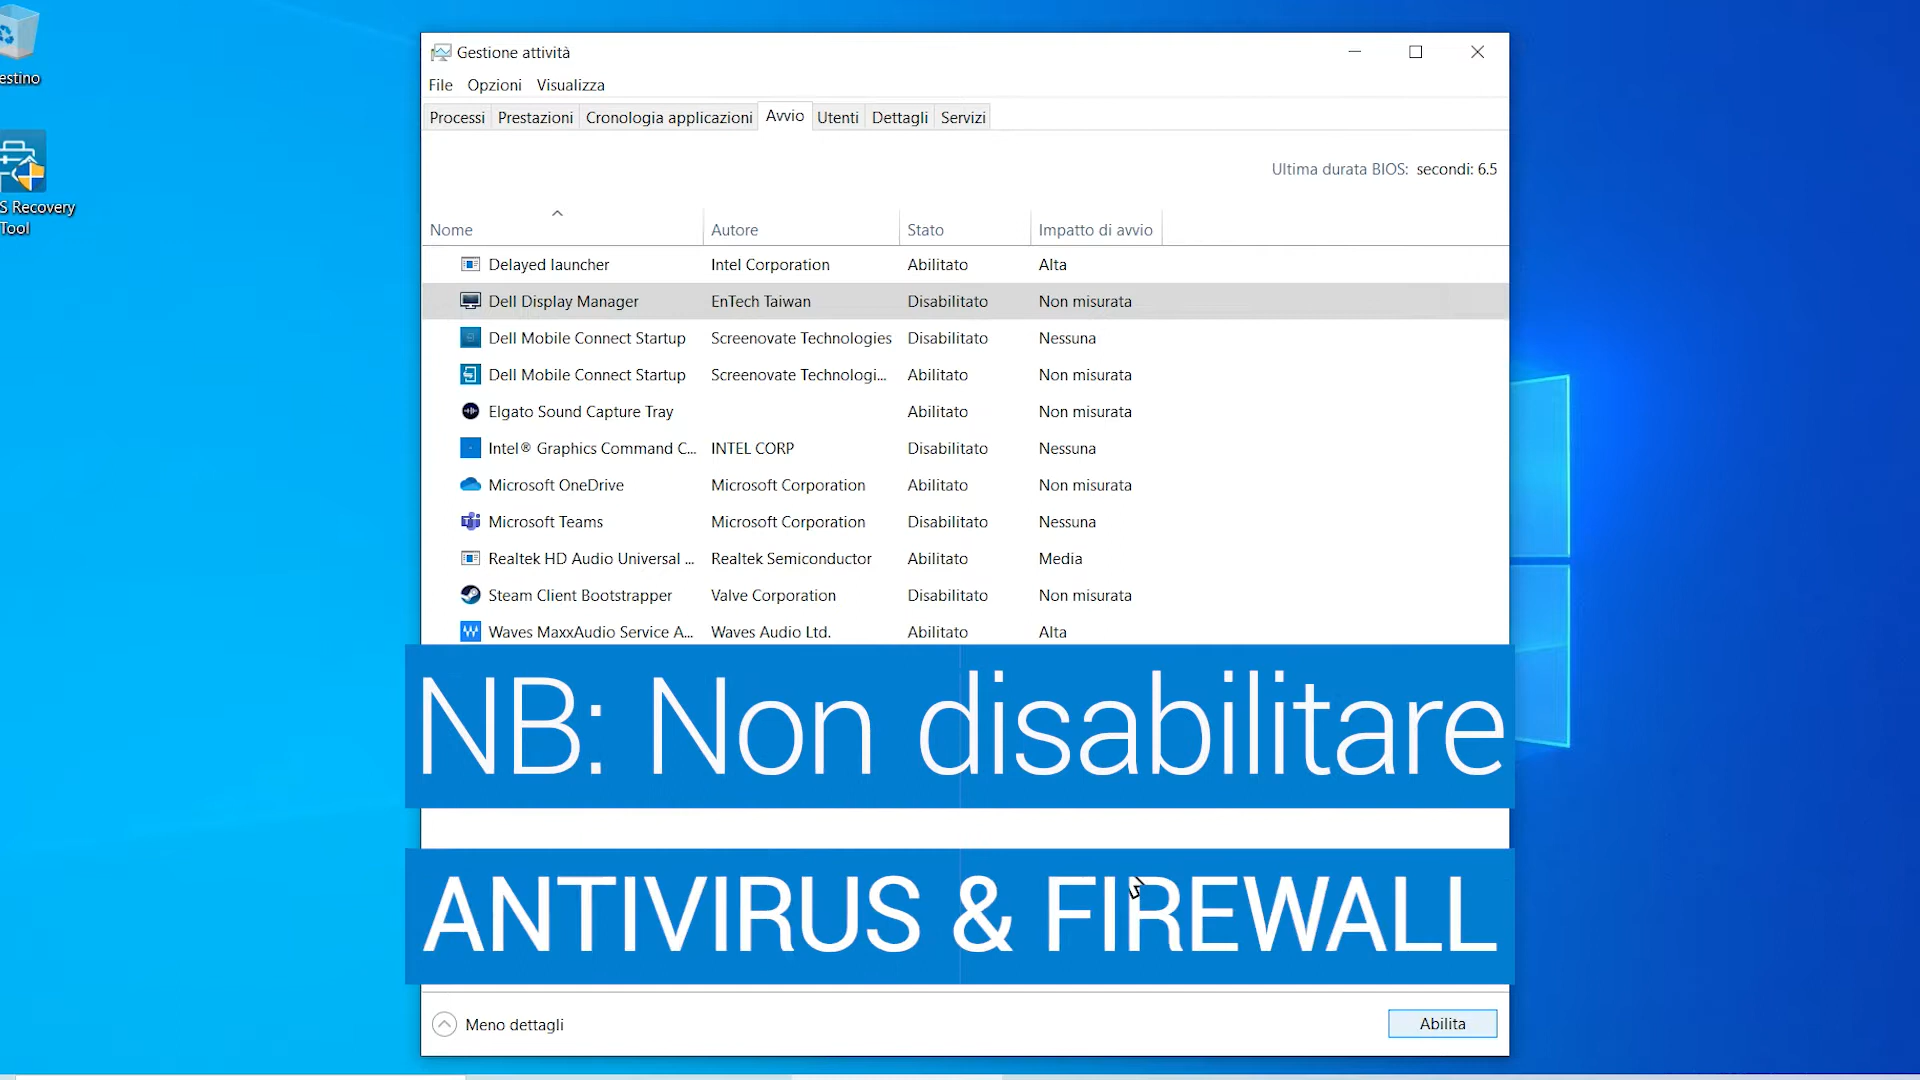 estino
S Recovery
Tool
Gestione attività
File Opzioni Visualizza
Processi Prestazioni Cronologia applicazioni Avvio Utenti Dettagli Servizi
Ultima durata BIOS: secondi: 6.5
Nome Autore Stato Impatto di avvio
Delayed launcher Intel Corporation Abilitato Alta
Dell Display Manager EnTech Taiwan Disabilitato Non misurata
Dell Mobile Connect Startup Screenovate Technologies Disabilitato Nessuna
Dell Mobile Connect Startup Screenovate Technologi... Abilitato Non misurata
Elgato Sound Capture Tray Abilitato Non misurata
Intel® Graphics Command C... INTEL CORP Disabilitato Nessuna
Microsoft OneDrive Microsoft Corporation Abilitato Non misurata
Microsoft Teams Microsoft Corporation Disabilitato Nessuna
Realtek HD Audio Universal ... Realtek Semiconductor Abilitato Media
Steam Client Bootstrapper Valve Corporation Disabilitato Non misurata
Waves MaxxAudio Service A... Waves Audio Ltd. Abilitato Alta
NB: Non disabilitare
ANTIVIRUS & FIREWALL
Meno dettagli
Abilita